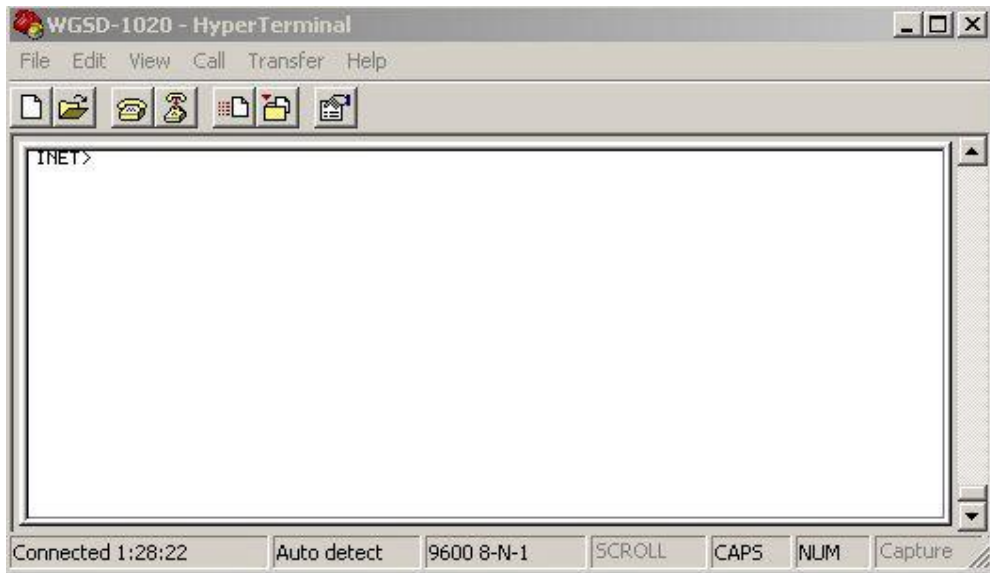 WGSD-1020 - HyperTerminal
File Edit View Call Transfer Help
INET>
Connected 1:28:22 Auto detect 9600 8-N-1 SCROLL CAPS NUM Capture